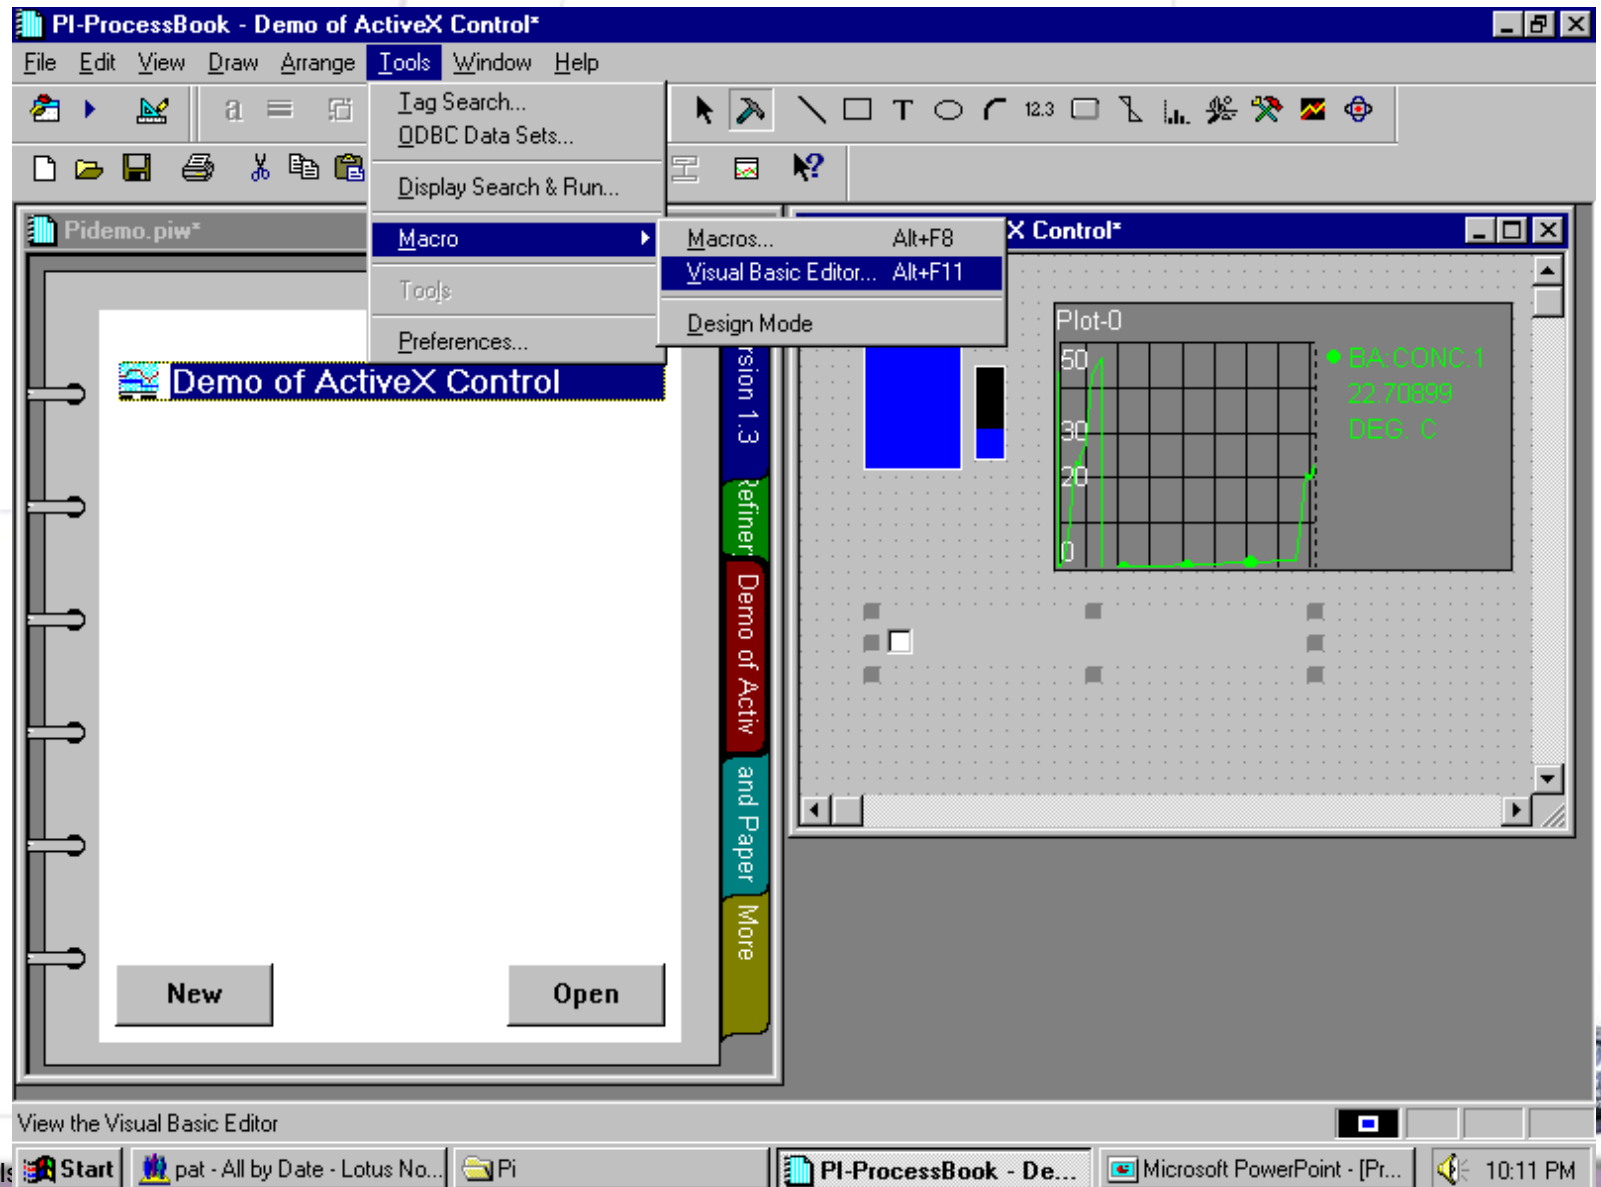 PI-ProcessBook - Demo of ActiveX Control*
File Edit View Draw Arrange Tools Window Help
Tag Search...
ODBC Data Sets...
Display Search & Run...
Macro
Tools
Preferences...
a
T
12.3
?
Macros... Alt+F8
Visual Basic Editor... Alt+F11
Design Mode
Pidemo.piw*
X Control*
Demo of ActiveX Control
rsion 1.3
Refiner
Demo of Activ
and Paper
More
New
Open
Plot-0
50
30
20
0
BA:CONC.1
22.70899
DEG. C
View the Visual Basic Editor
Start
pat - All by Date - Lotus No...
Pi
PI-ProcessBook - De...
Microsoft PowerPoint - [Pr...
10:11 PM